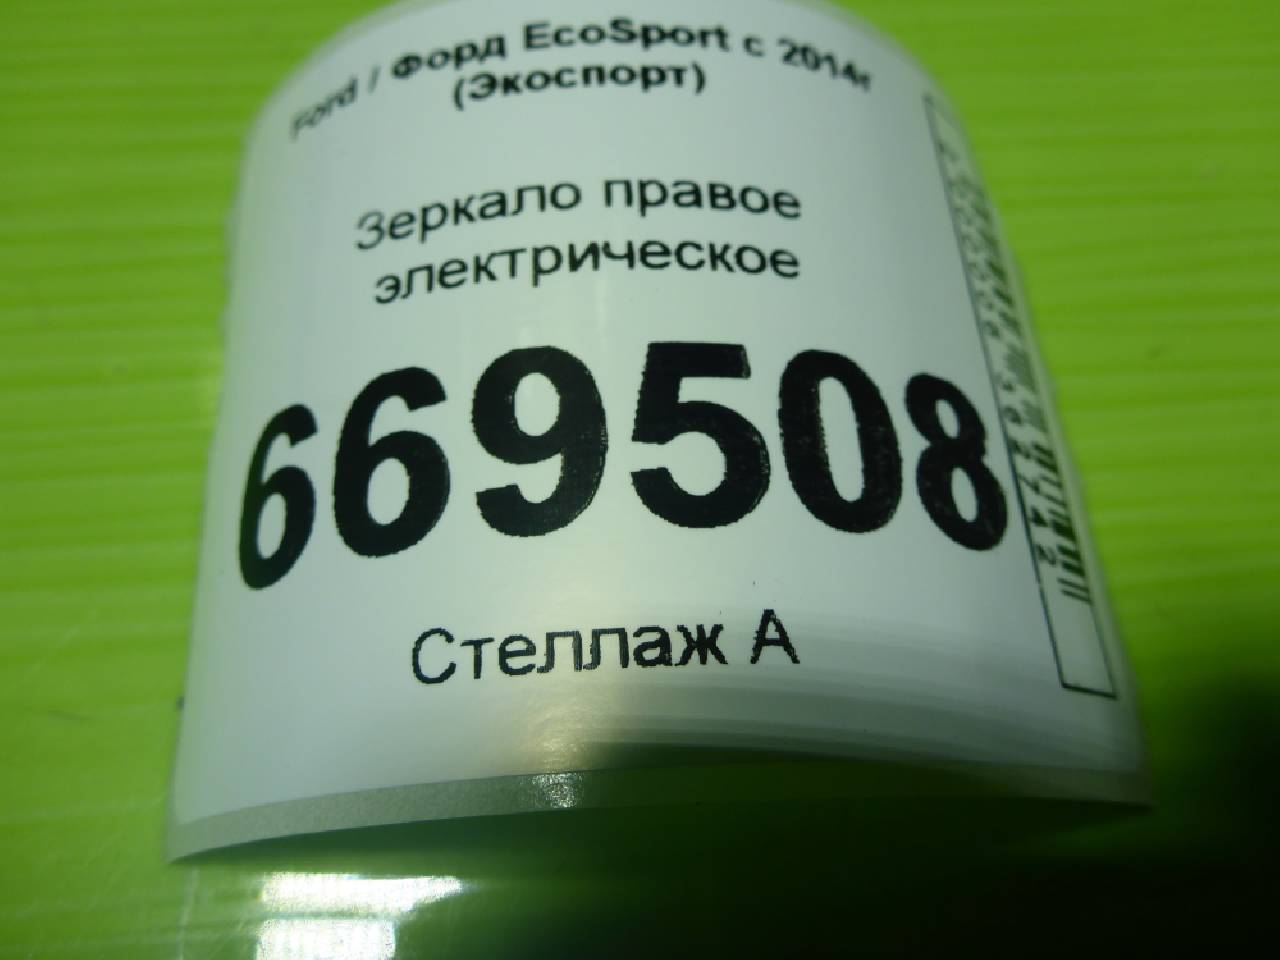 Ford / Форд EcoSport с 2014г
(Экоспорт)
Зеркало правое
электрическое
669508
Стеллаж А